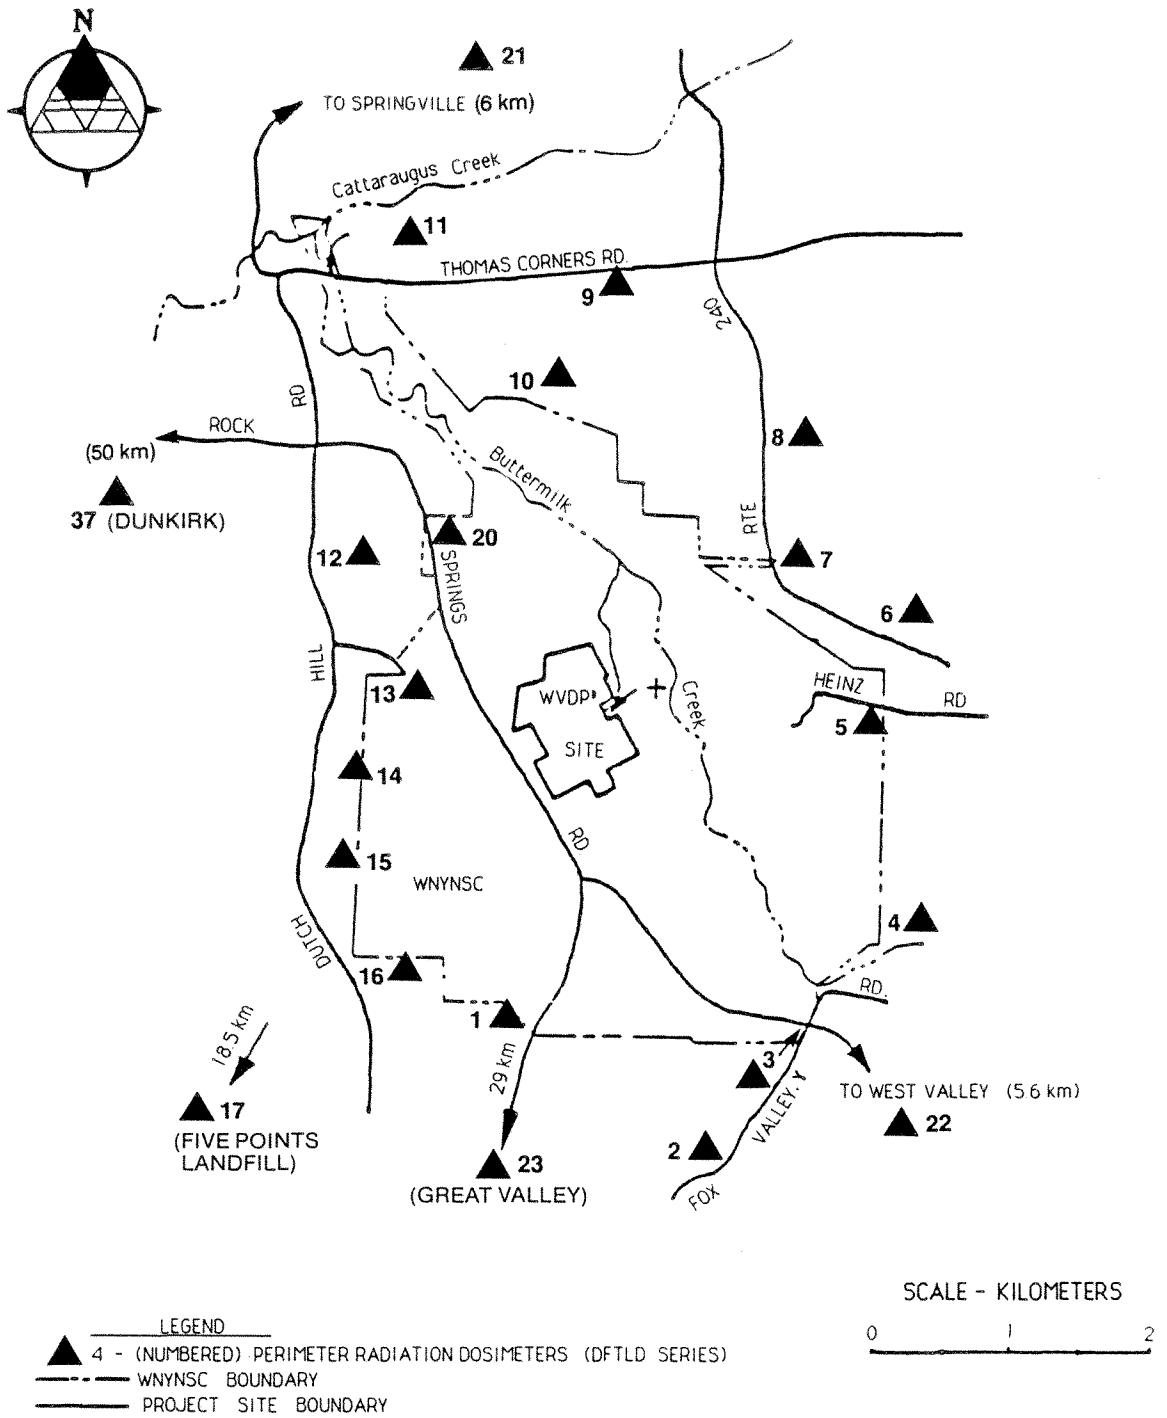 N
21
TO SPRINGVILLE (6 km)
Cattaraugus Creek
11
THOMAS CORNERS RD.
9
240
10
RD
ROCK
8
(50 km)
Buttermilk
37 (DUNKIRK)
RTE
20
12
7
SPRINGS
6
HILL
HEINZ
RD
13
WVDP
Creek
5
SITE
14
RD
15
WNYNSC
4
DUTCH
16
RD.
1
18.5 km
29 km
3
VALLEY
TO WEST VALLEY (5.6 km)
17
22
(FIVE POINTS
LANDFILL)
2
23
(GREAT VALLEY)
FOX
SCALE - KILOMETERS
0 1 2
LEGEND
4 - (NUMBERED) PERIMETER RADIATION DOSIMETERS (DFTLD SERIES)
WNYNSC BOUNDARY
PROJECT SITE BOUNDARY